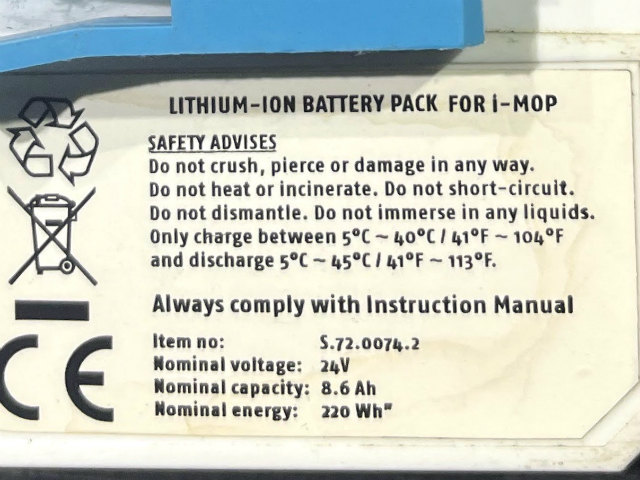 LITHIUM-ION BATTERY PACK FOR i-MOP
SAFETY ADVISES
Do not crush, pierce or damage in any way.
Do not heat or incinerate. Do not short-circuit.
Do not dismantle. Do not immerse in any liquids.
Only charge between 5°C ~ 40°C / 41°F ~ 104°F
and discharge 5°C ~ 45°C / 41°F ~ 113°F.
Always comply with Instruction Manual
Item no: S.72.0074.2
Nominal voltage: 24V
Nominal capacity: 8.6 Ah
Nominal energy: 220 Wh"
CE